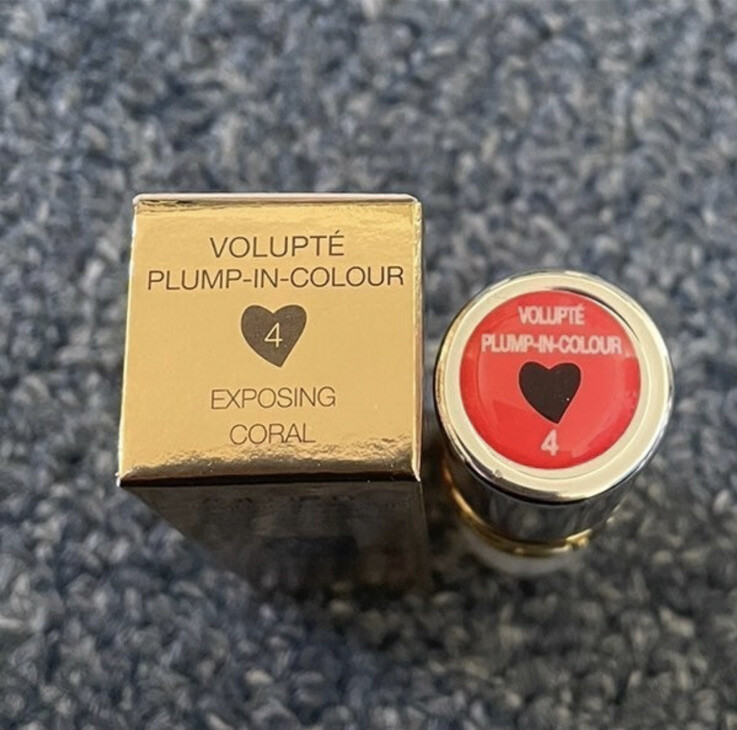 VOLUPTÉ
PLUMP-IN-COLOUR
4
EXPOSING
CORAL
VOLUPTÉ
PLUMP-IN-COLOUR
4